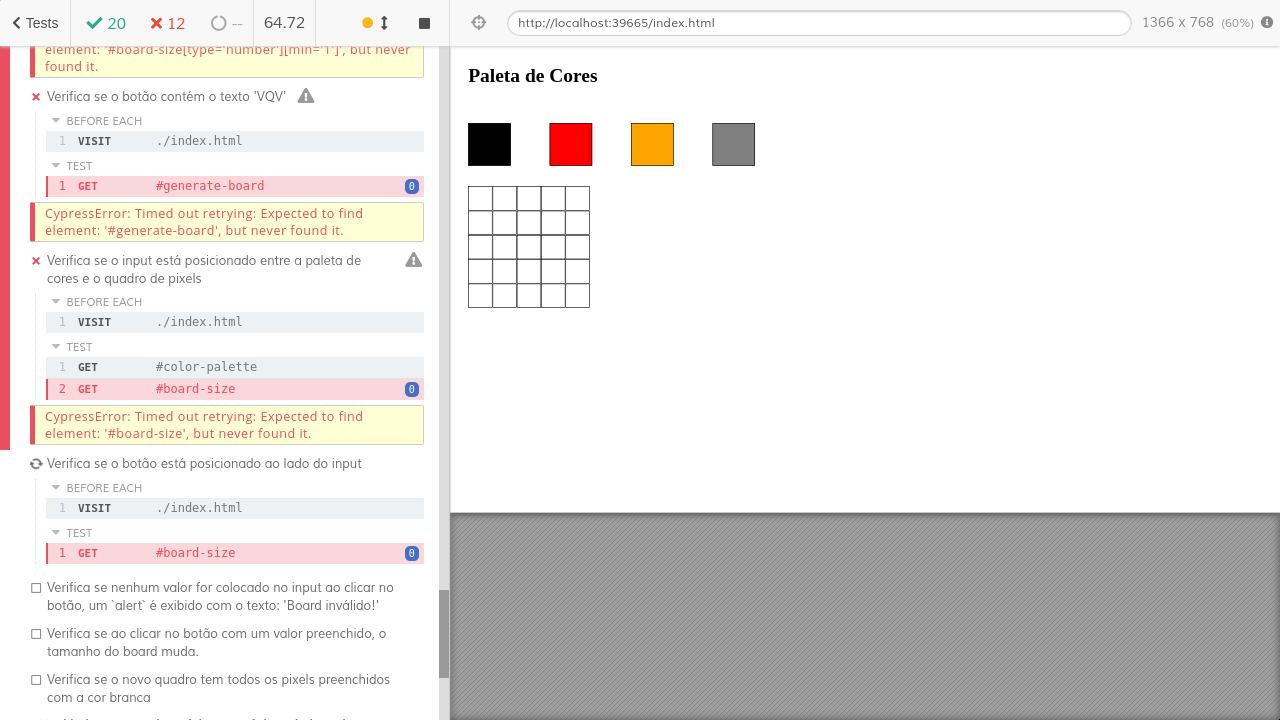 Tests
20
12
--
64.72
http://localhost:39665/index.html
1366 x 768 (60%)
element: '#board-size[type='number'][min='1']', but never
found it.
Verifica se o botão contém o texto 'VQV'
BEFORE EACH
1 VISIT ./index.html
TEST
1 GET #generate-board 0
CypressError: Timed out retrying: Expected to find
element: '#generate-board', but never found it.
Verifica se o input está posicionado entre a paleta de
cores e o quadro de pixels
BEFORE EACH
1 VISIT ./index.html
TEST
1 GET #color-palette
2 GET #board-size 0
CypressError: Timed out retrying: Expected to find
element: '#board-size', but never found it.
Verifica se o botão está posicionado ao lado do input
BEFORE EACH
1 VISIT ./index.html
TEST
1 GET #board-size 0
Verifica se nenhum valor for colocado no input ao clicar no
botão, um `alert` é exibido com o texto: 'Board inválido!'
Verifica se ao clicar no botão com um valor preenchido, o
tamanho do board muda.
Verifica se o novo quadro tem todos os pixels preenchidos
com a cor branca
Paleta de Cores